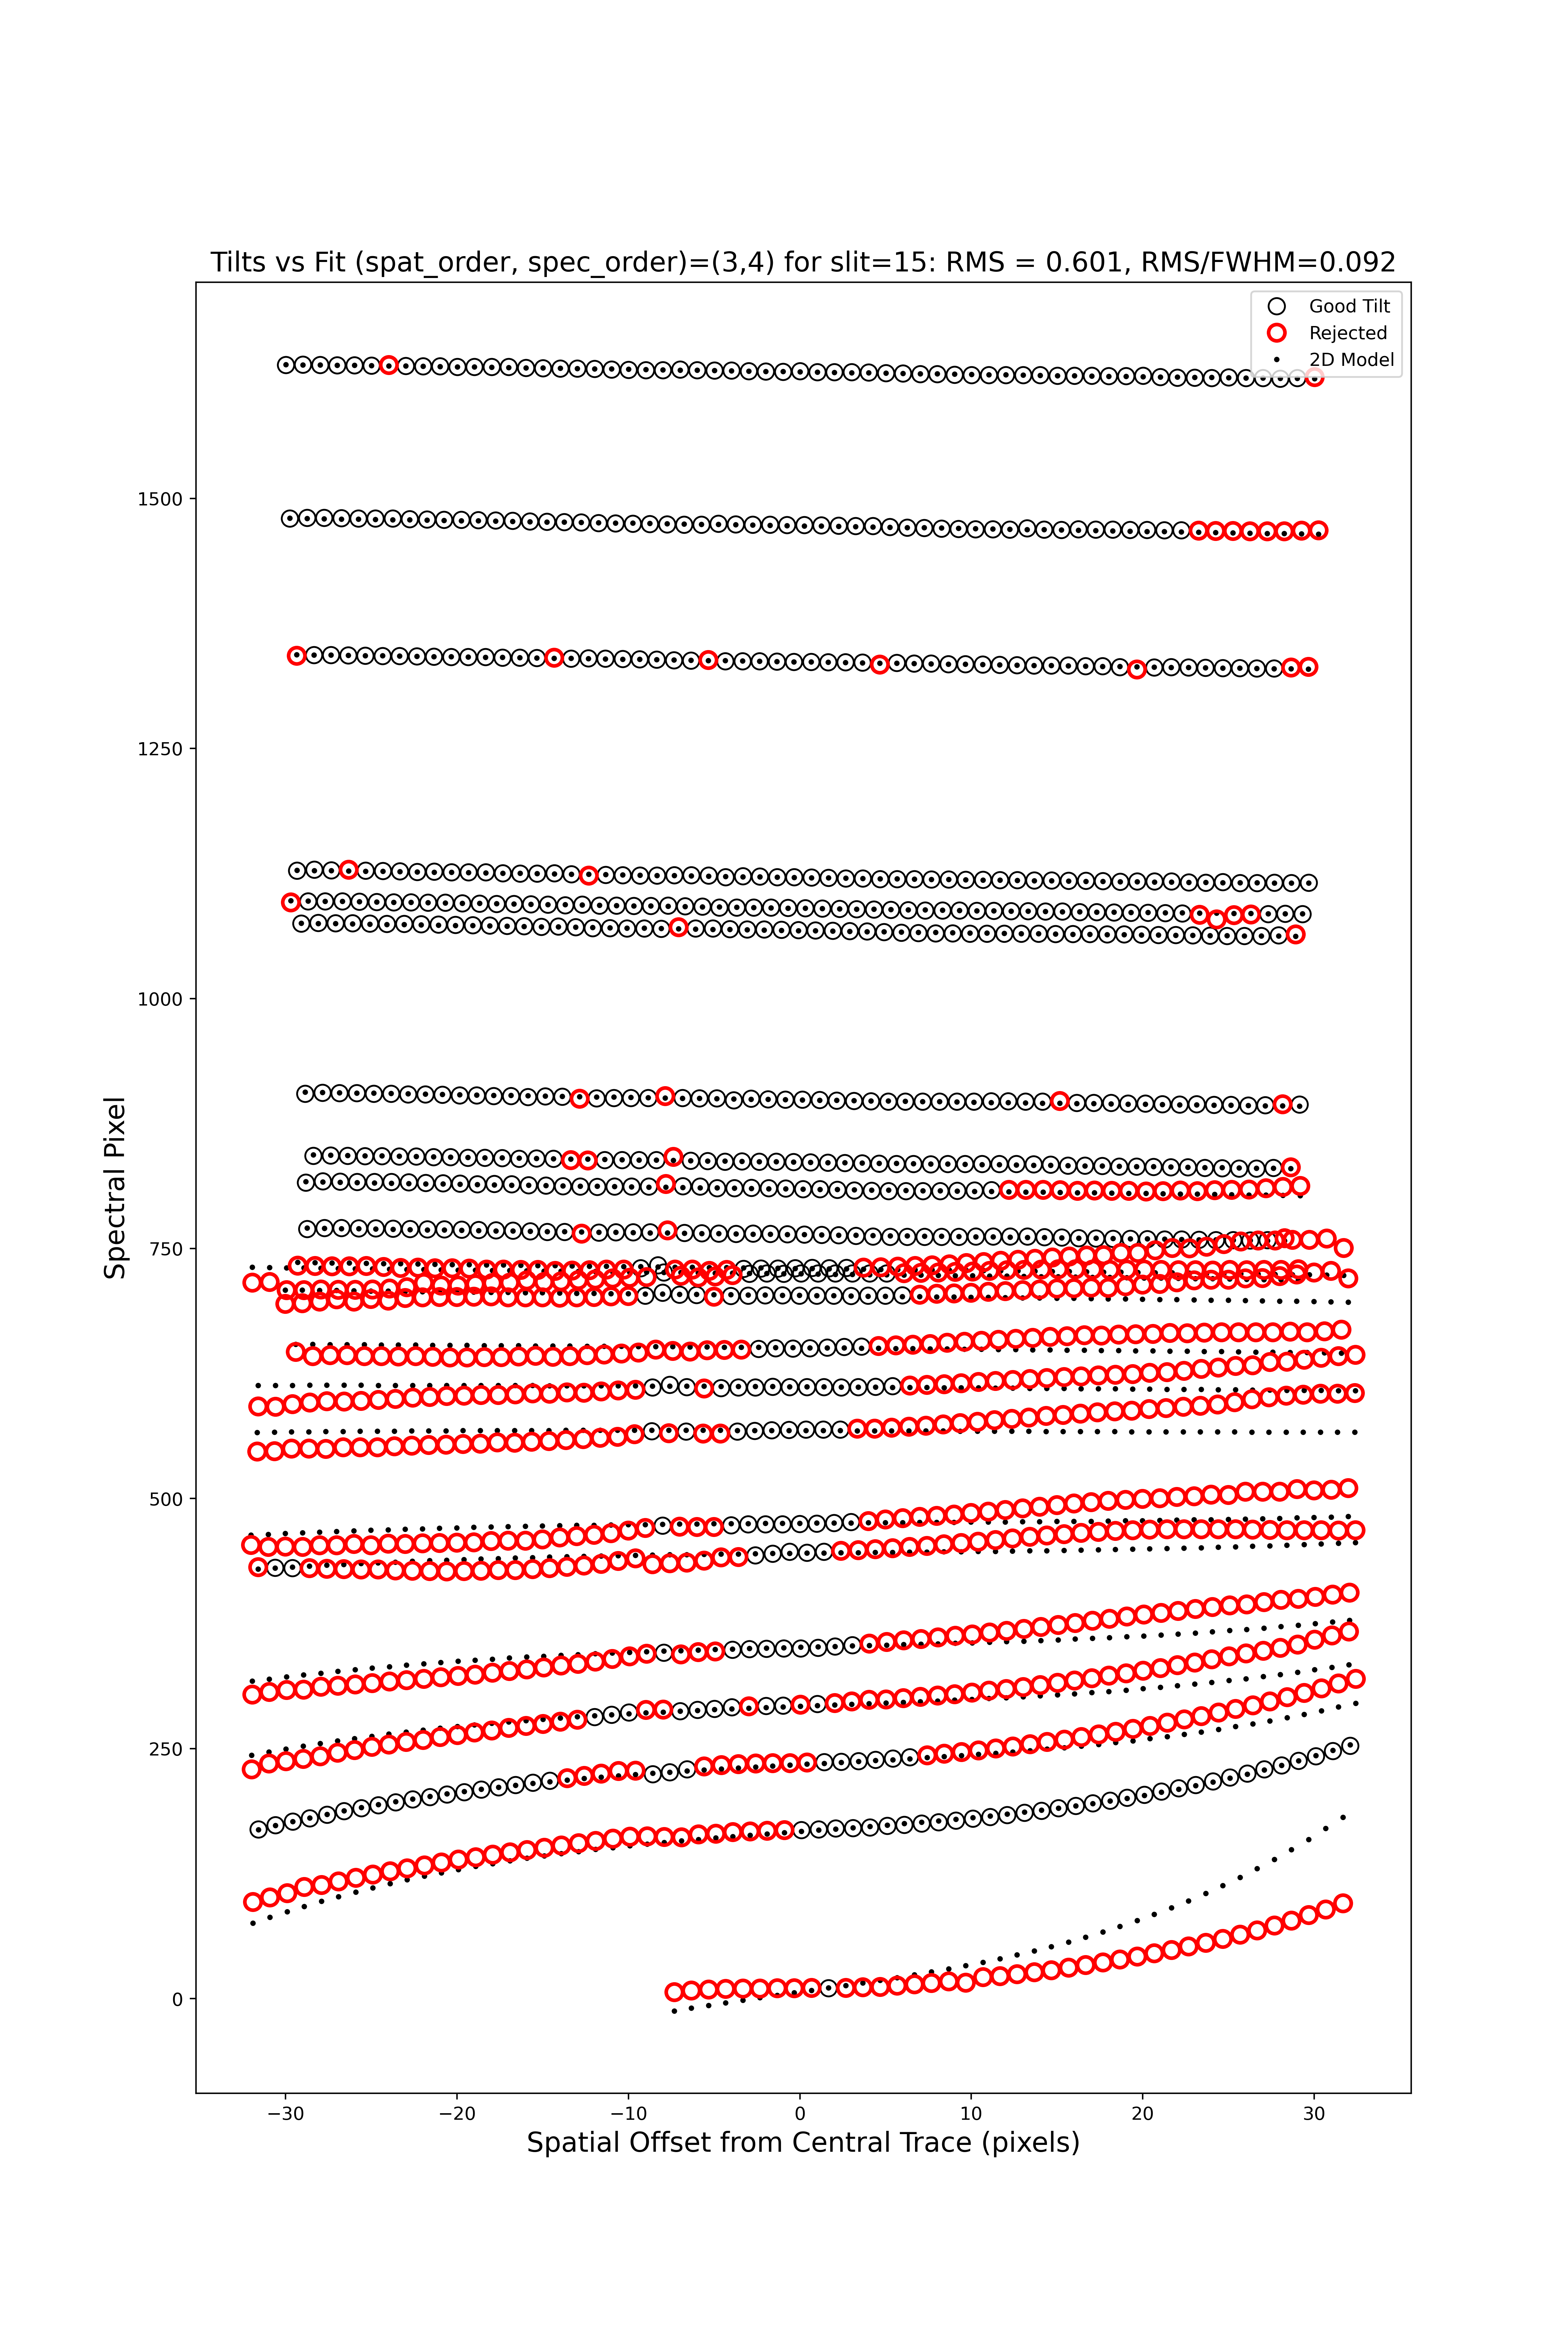 Tilts vs Fit (spat_order, spec_order)=(3,4) for slit=15: RMS = 0.601, RMS/FWHM=0.092
Good Tilt
Rejected
2D Model
1500
1250
1000
750
500
250
0
Spectral Pixel
−30 −20 −10 0 10 20 30
Spatial Offset from Central Trace (pixels)